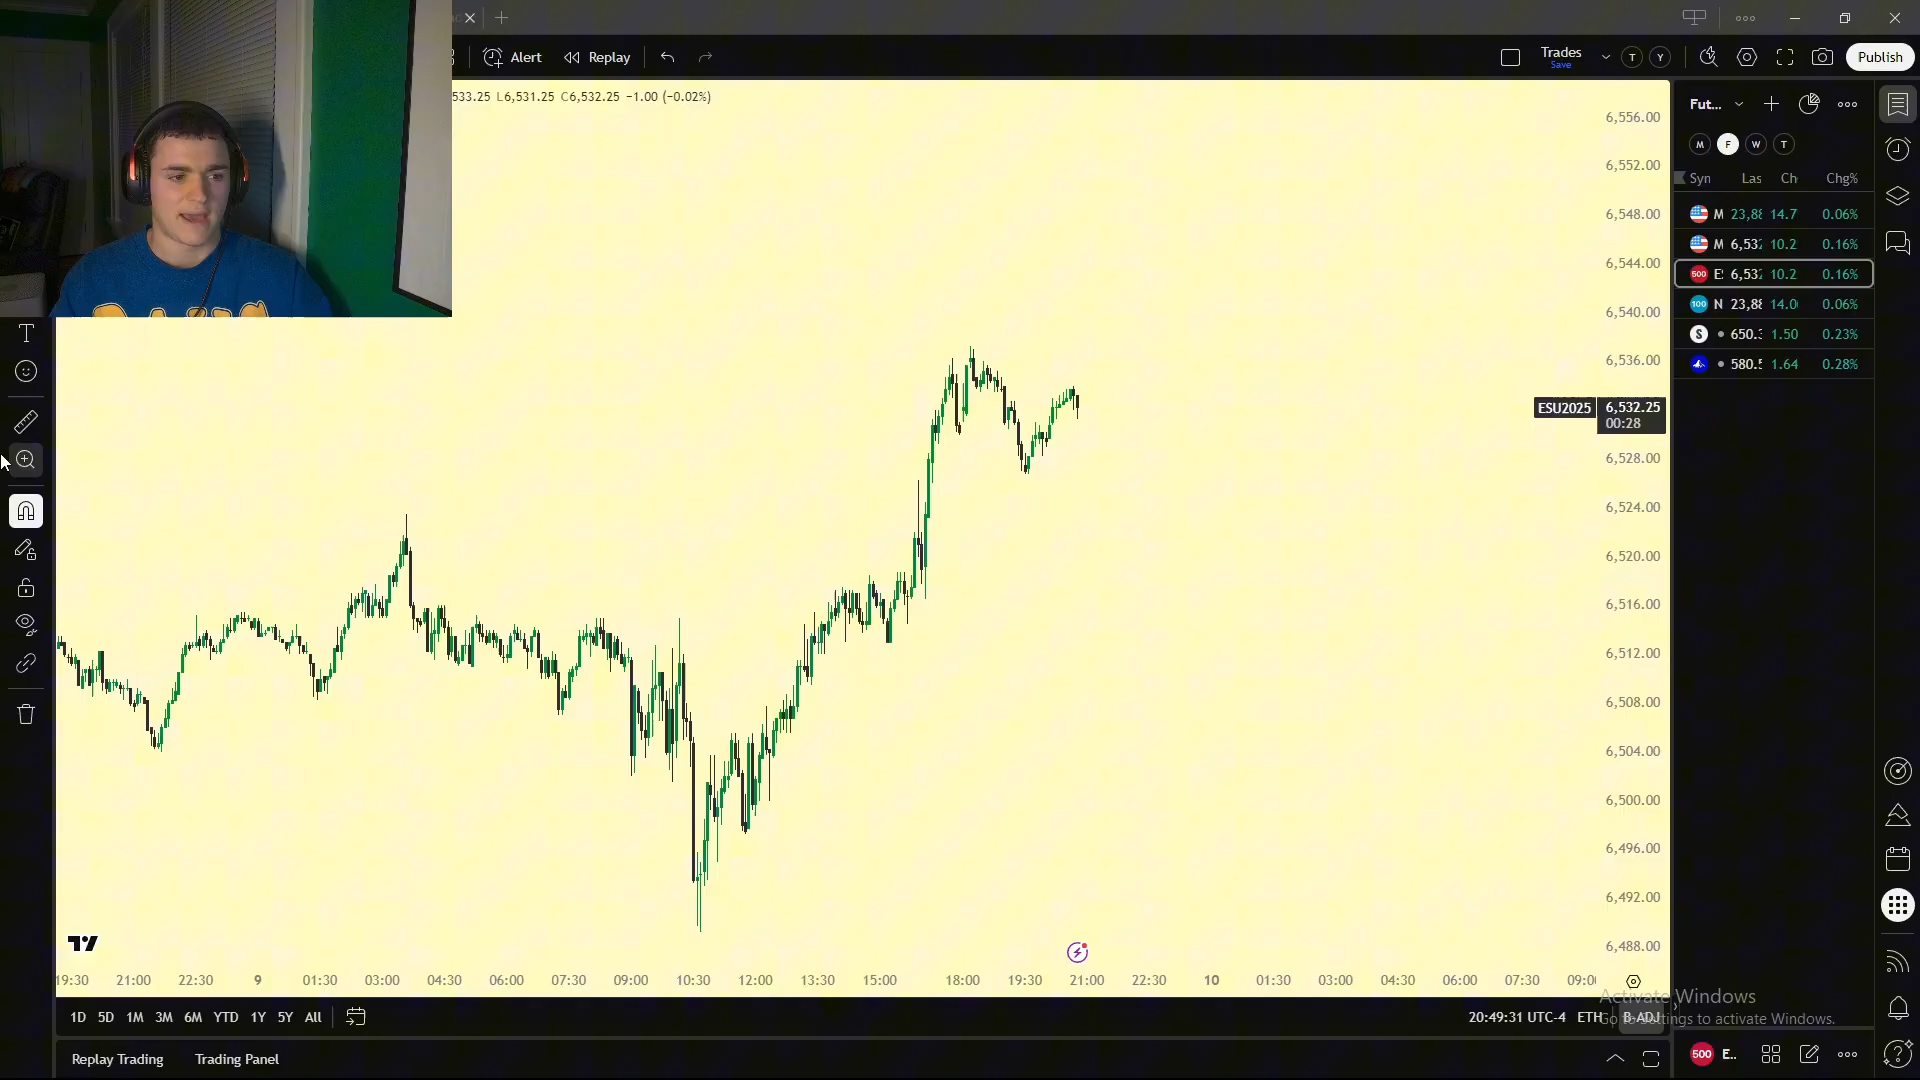 Alert
Replay
Trades
Save
T
Y
Publish
533.25 L6,531.25 C6,532.25 −1.00 (−0.02%)
Fut...
M F W T
Syn Las Ch Chg%
M 23,88 14.7 0.06%
M 6,532 10.2 0.16%
500 E 6,532 10.2 0.16%
100 N 23,88 14.0 0.06%
S 650.3 1.50 0.23%
580.5 1.64 0.28%
6,556.00
6,552.00
6,548.00
6,544.00
6,540.00
6,536.00
ESU2025 6,532.25
00:28
6,528.00
6,524.00
6,520.00
6,516.00
6,512.00
6,508.00
6,504.00
6,500.00
6,496.00
6,492.00
6,488.00
19:30 21:00 22:30 9 01:30 03:00 04:30 06:00 07:30 09:00 10:30 12:00 13:30 15:00 18:00 19:30 21:00 22:30 10 01:30 03:00 04:30 06:00 07:30 09:0
Activate Windows
Go to Settings to activate Windows.
1D 5D 1M 3M 6M YTD 1Y 5Y All
20:49:31 UTC-4 ETH B-ADJ
Replay Trading Trading Panel
500 E..